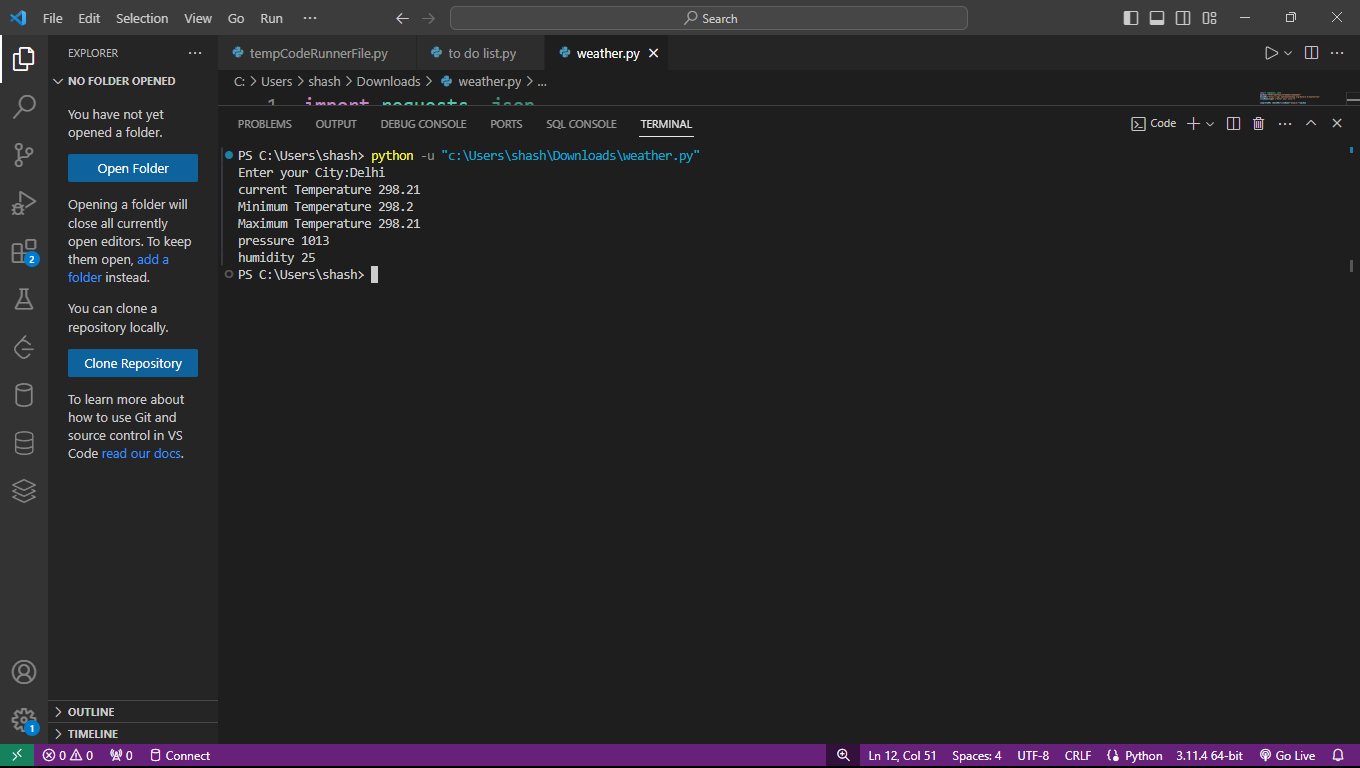 File Edit Selection View Go Run ···
Search
EXPLORER ···
NO FOLDER OPENED
You have not yet
opened a folder.
Open Folder
Opening a folder will
close all currently
open editors. To keep
them open, add a
folder instead.
You can clone a
repository locally.
Clone Repository
To learn more about
how to use Git and
source control in VS
Code read our docs.
OUTLINE
TIMELINE
2
1
tempCodeRunnerFile.py to do list.py weather.py
C: > Users > shash > Downloads > weather.py > ...
1 import requests, json
PROBLEMS OUTPUT DEBUG CONSOLE PORTS SQL CONSOLE TERMINAL
Code
PS C:\Users\shash> python -u "c:\Users\shash\Downloads\weather.py"
Enter your City:Delhi
current Temperature 298.21
Minimum Temperature 298.2
Maximum Temperature 298.21
pressure 1013
humidity 25
PS C:\Users\shash>
0 0 0 Connect
Ln 12, Col 51 Spaces: 4 UTF-8 CRLF Python 3.11.4 64-bit Go Live